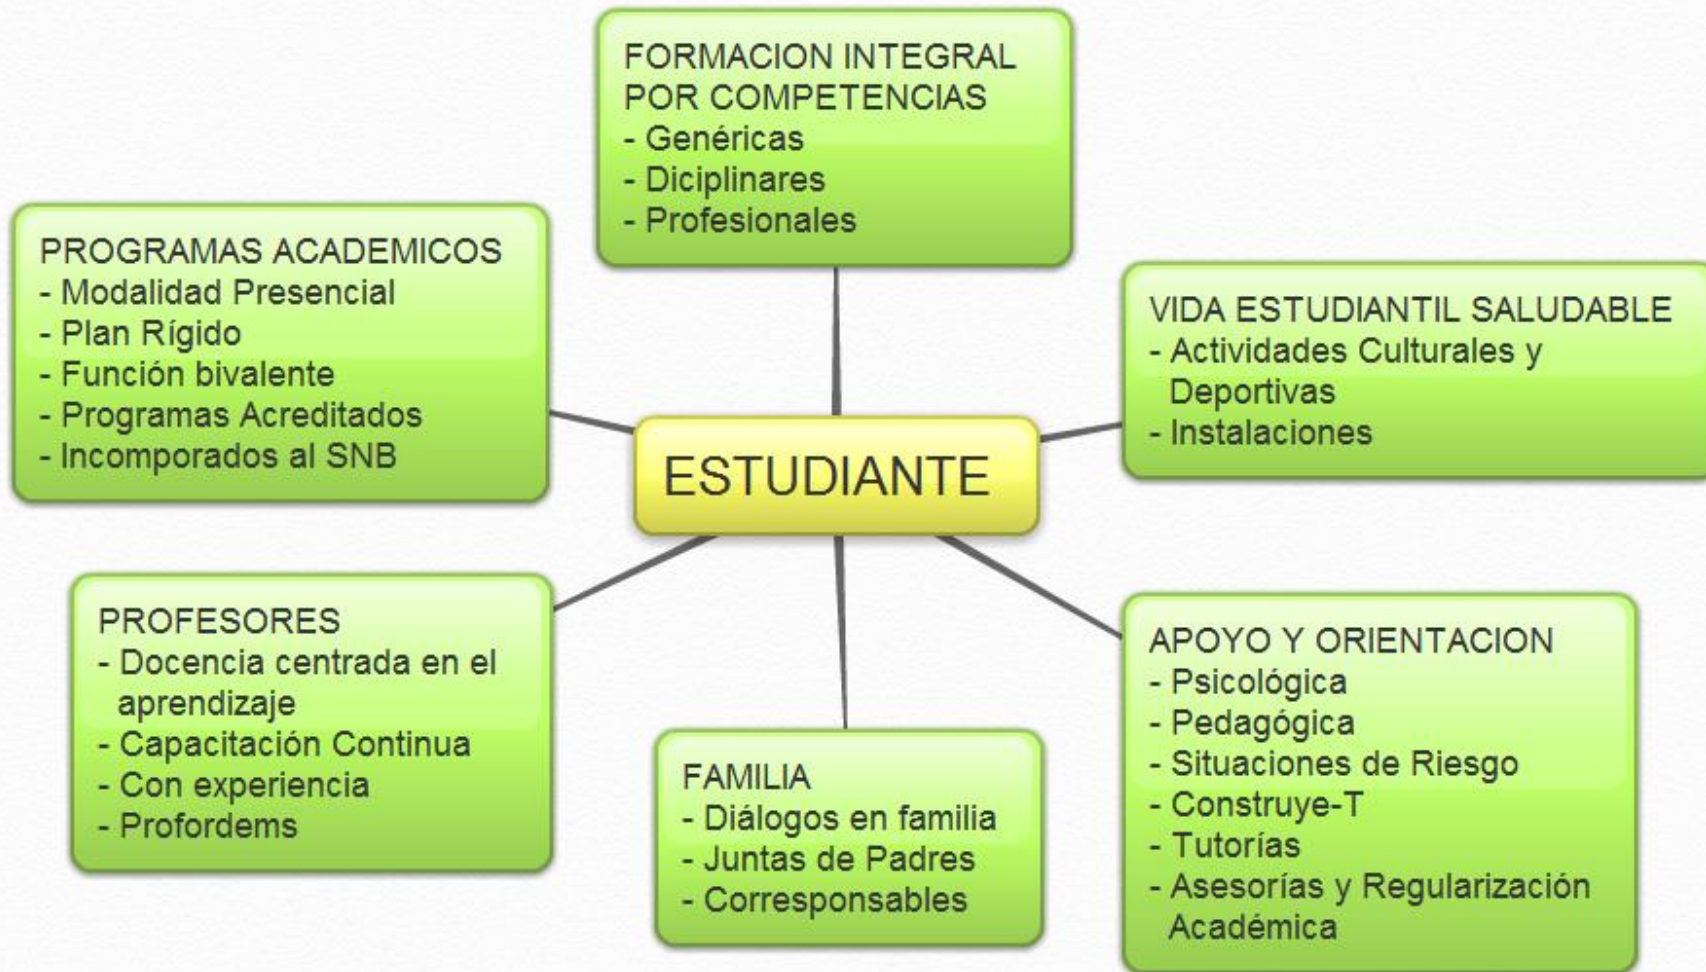 FORMACION INTEGRAL
POR COMPETENCIAS
- Genéricas
- Diciplinares
- Profesionales
PROGRAMAS ACADEMICOS
- Modalidad Presencial
- Plan Rígido
- Función bivalente
- Programas Acreditados
- Incomporados al SNB
VIDA ESTUDIANTIL SALUDABLE
- Actividades Culturales y
Deportivas
- Instalaciones
ESTUDIANTE
PROFESORES
- Docencia centrada en el
aprendizaje
- Capacitación Continua
- Con experiencia
- Profordems
FAMILIA
- Diálogos en familia
- Juntas de Padres
- Corresponsables
APOYO Y ORIENTACION
- Psicológica
- Pedagógica
- Situaciones de Riesgo
- Construye-T
- Tutorías
- Asesorías y Regularización
Académica